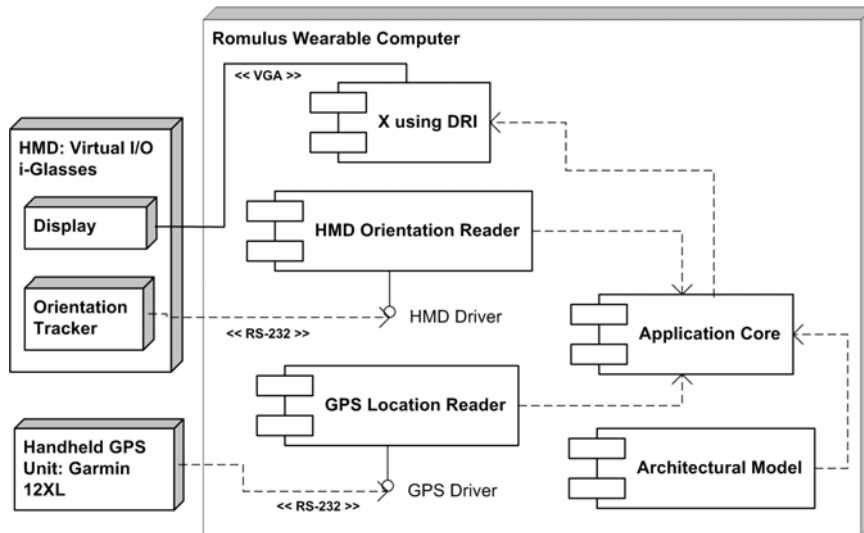 Romulus Wearable Computer
<< VGA >>
X using DRI
HMD: Virtual I/O
i-Glasses
Display
HMD Orientation Reader
Orientation
Tracker
HMD Driver
<< RS-232 >>
Application Core
GPS Location Reader
Handheld GPS
Unit: Garmin
12XL
Architectural Model
GPS Driver
<< RS-232 >>